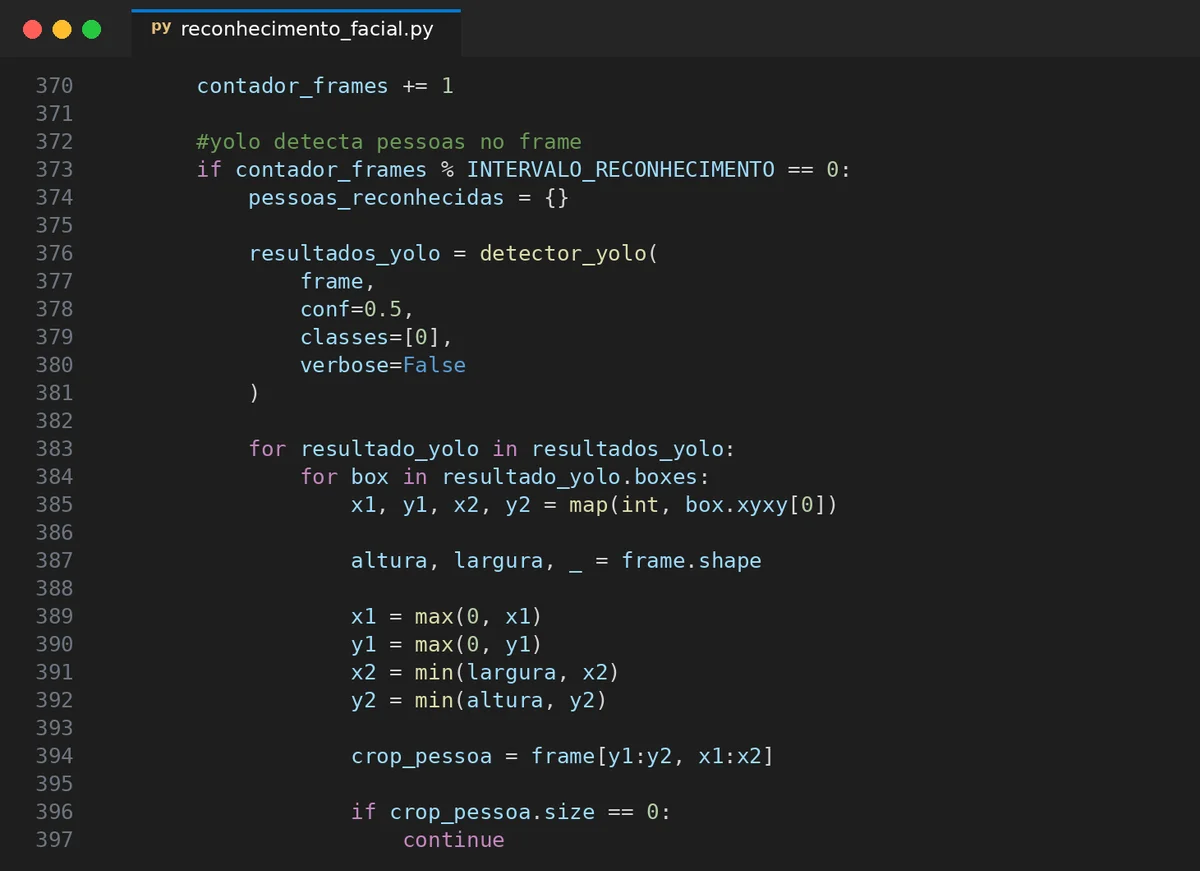 py reconhecimento_facial.py
370 contador_frames += 1
371
372 #yolo detecta pessoas no frame
373 if contador_frames % INTERVALO_RECONHECIMENTO == 0:
374 pessoas_reconhecidas = {}
375
376 resultados_yolo = detector_yolo(
377 frame,
378 conf=0.5,
379 classes=[0],
380 verbose=False
381 )
382
383 for resultado_yolo in resultados_yolo:
384 for box in resultado_yolo.boxes:
385 x1, y1, x2, y2 = map(int, box.xyxy[0])
386
387 altura, largura, _ = frame.shape
388
389 x1 = max(0, x1)
390 y1 = max(0, y1)
391 x2 = min(largura, x2)
392 y2 = min(altura, y2)
393
394 crop_pessoa = frame[y1:y2, x1:x2]
395
396 if crop_pessoa.size == 0:
397 continue